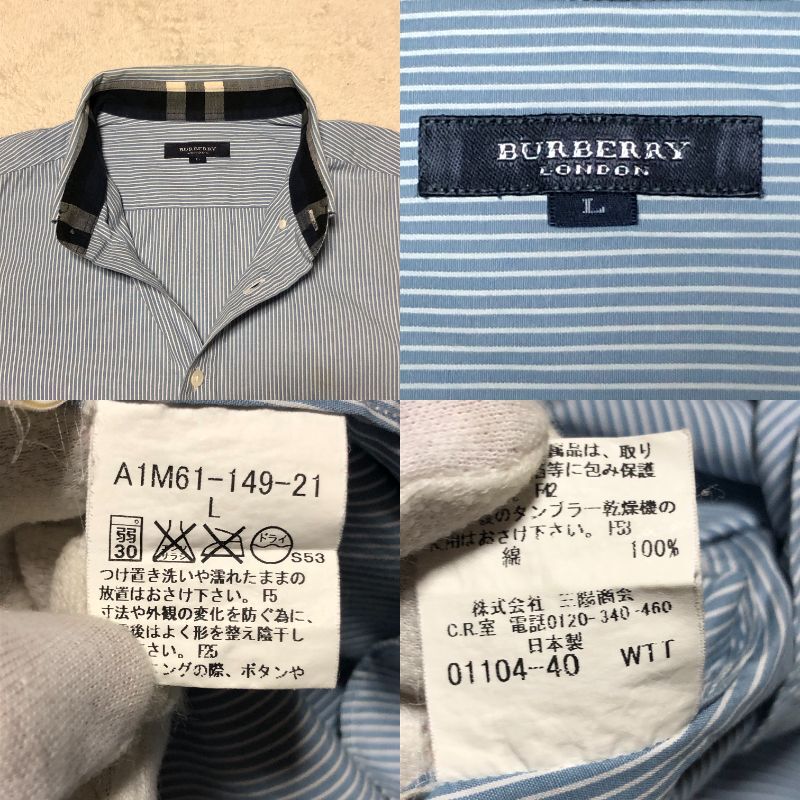 BURBERRY
L
BURBERRY
LONDON
L
A1M61-149-21
L
弱
30
ドライ
S53
つけ置き洗いや濡れたままの
放置はおさけ下さい。F5
寸法や外観の変化を防ぐ為に、
後はよく形を整え陰干し
さい。F25
ニングの際、ボタンや
属品は、取り
等に包み保護
。F42
後のタンブラー乾燥機の
用はおさけ下さい。F53
綿 100%
株式会社 三陽商会
C.R.室 電話0120-340-460
日本製
01104-40 WTT